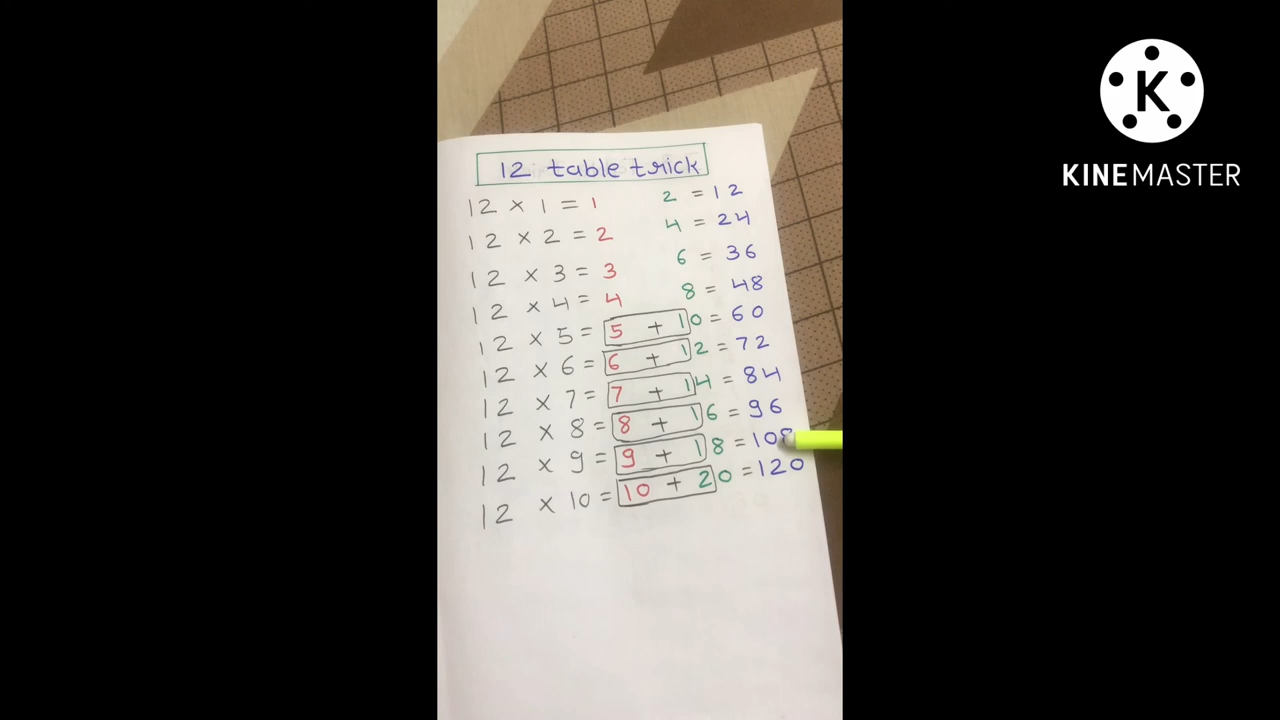 12 table trick
12 × 1 = 1 2 = 12
12 × 2 = 2 4 = 24
12 × 3 = 3 6 = 36
12 × 4 = 4 8 = 48
12 × 5 = 5 + 10 = 60
12 × 6 = 6 + 12 = 72
12 × 7 = 7 + 14 = 84
12 × 8 = 8 + 16 = 96
12 × 9 = 9 + 18 = 108
12 × 10 = 10 + 20 = 120
K
KINEMASTER